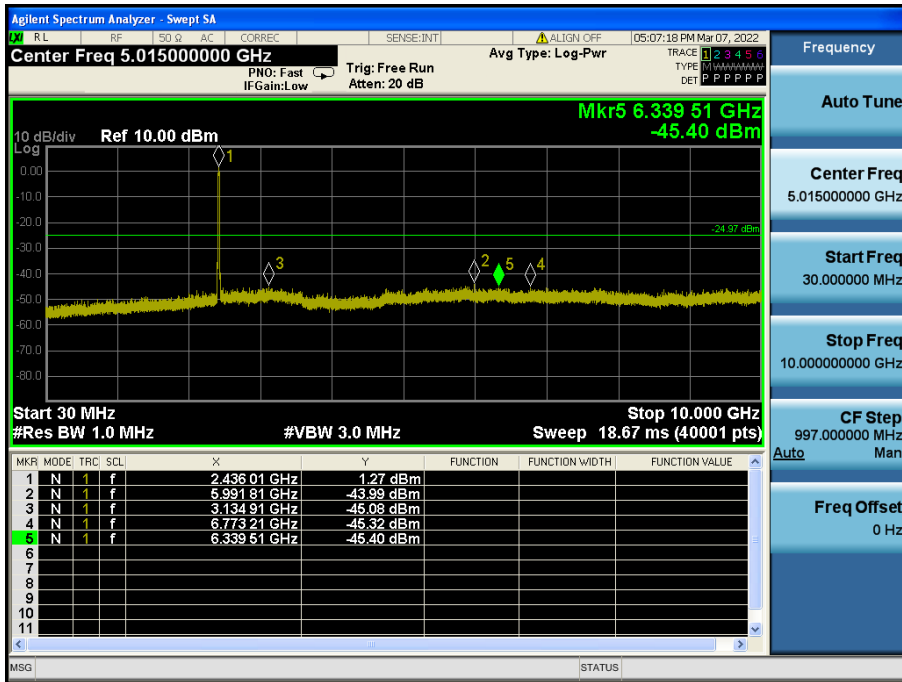 Agilent Spectrum Analyzer - Swept SA
LXI RL RF 50 Ω AC CORREC SENSE:INT ALIGN OFF 05:07:18 PM Mar 07, 2022
Center Freq 5.015000000 GHz
PNO: Fast
IFGain:Low
Trig: Free Run
Atten: 20 dB
Avg Type: Log-Pwr
TRACE 1 2 3 4 5 6
TYPE M WWWWW
DET P P P P P P
Mkr5 6.339 51 GHz
-45.40 dBm
10 dB/div Ref 10.00 dBm
Log
0.00
-10.0
-20.0
-30.0
-40.0
-50.0
-60.0
-70.0
-80.0
1
-24.97 dBm
3
2
5
4
Start 30 MHz Stop 10.000 GHz
#Res BW 1.0 MHz #VBW 3.0 MHz Sweep 18.67 ms (40001 pts)
MKR MODE TRC SCL X Y FUNCTION FUNCTION WIDTH FUNCTION VALUE
1 N 1 f 2.436 01 GHz 1.27 dBm
2 N 1 f 5.991 81 GHz -43.99 dBm
3 N 1 f 3.134 91 GHz -45.08 dBm
4 N 1 f 6.773 21 GHz -45.32 dBm
5 N 1 f 6.339 51 GHz -45.40 dBm
6
7
8
9
10
11
MSG STATUS
Frequency
Auto Tune
Center Freq
5.015000000 GHz
Start Freq
30.000000 MHz
Stop Freq
10.000000000 GHz
CF Step
997.000000 MHz
Auto Man
Freq Offset
0 Hz